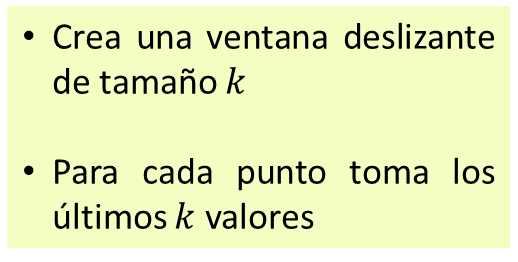 • Crea una ventana deslizante
de tamaño k
• Para cada punto toma los
últimos k valores